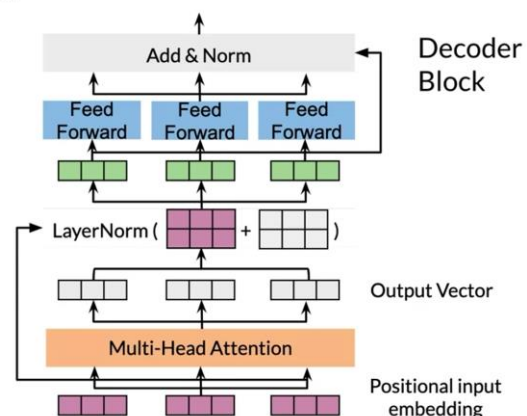 Decoder
Block
Add & Norm
Feed
Forward
Feed
Forward
Feed
Forward
LayerNorm ( + )
Output Vector
Multi-Head Attention
Positional input
embedding